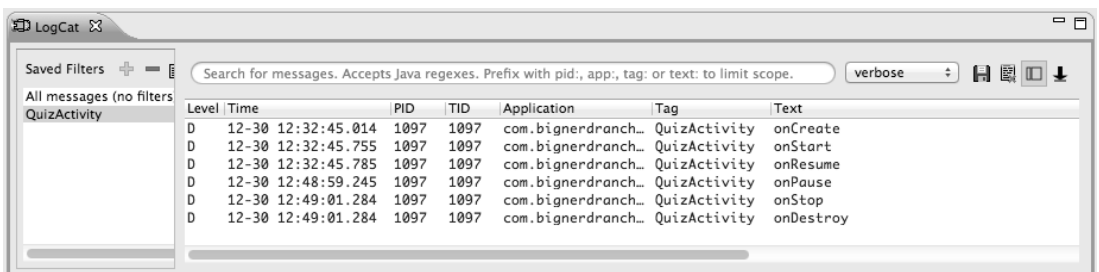 LogCat
Saved Filters
Search for messages. Accepts Java regexes. Prefix with pid:, app:, tag: or text: to limit scope.
verbose
All messages (no filters
QuizActivity
Level Time PID TID Application Tag Text
D 12-30 12:32:45.014 1097 1097 com.bignerdranch… QuizActivity onCreate
D 12-30 12:32:45.755 1097 1097 com.bignerdranch… QuizActivity onStart
D 12-30 12:32:45.785 1097 1097 com.bignerdranch… QuizActivity onResume
D 12-30 12:48:59.245 1097 1097 com.bignerdranch… QuizActivity onPause
D 12-30 12:49:01.284 1097 1097 com.bignerdranch… QuizActivity onStop
D 12-30 12:49:01.284 1097 1097 com.bignerdranch… QuizActivity onDestroy